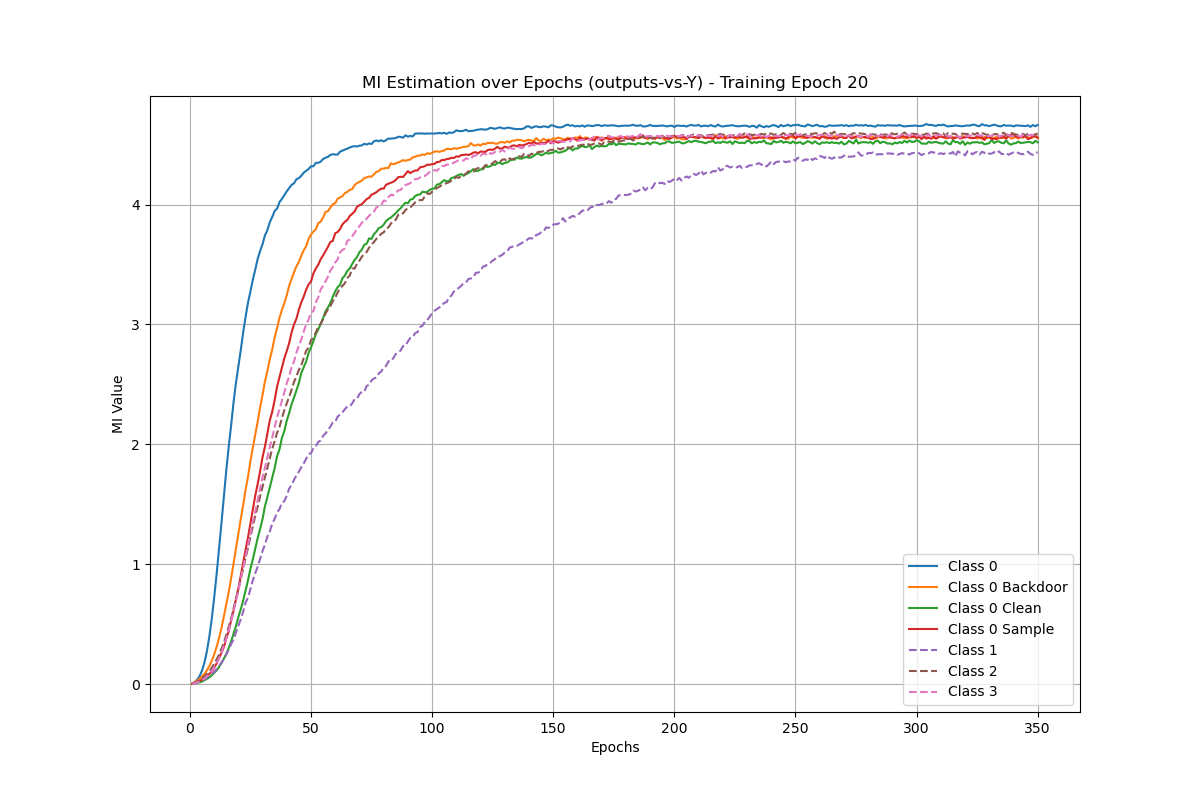 MI Estimation over Epochs (outputs-vs-Y) - Training Epoch 20
MI Value
4
3
2
1
0
0 50 100 150 200 250 300 350
Epochs
Class 0
Class 0 Backdoor
Class 0 Clean
Class 0 Sample
Class 1
Class 2
Class 3